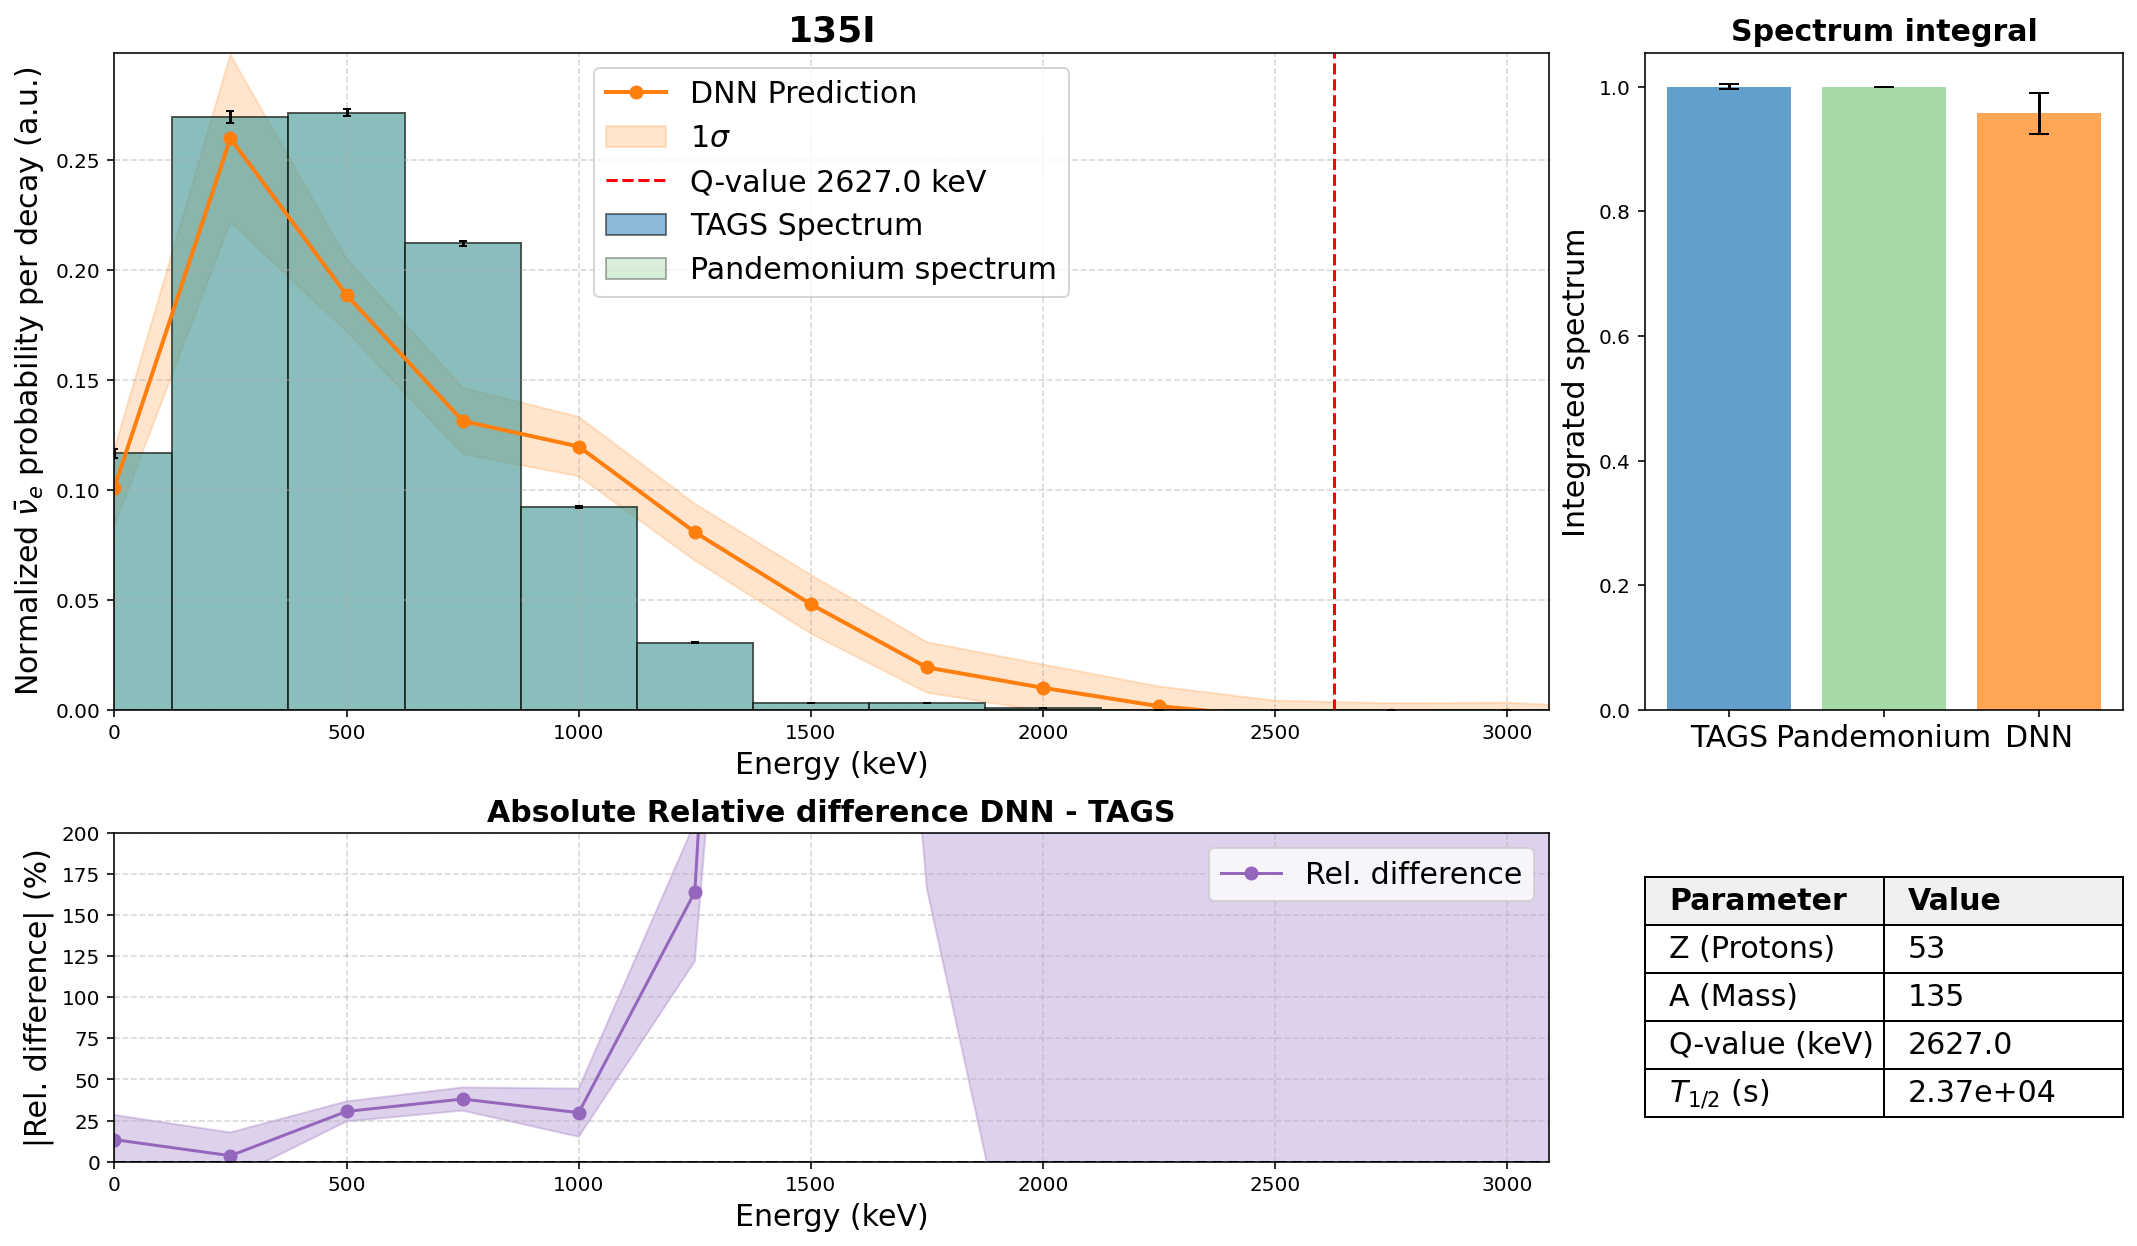 135I
Normalized ν̄e probability per decay (a.u.)
0.25
0.20
0.15
0.10
0.05
0.00
DNN Prediction
1σ
Q-value 2627.0 keV
TAGS Spectrum
Pandemonium spectrum
0 500 1000 1500 2000 2500 3000
Energy (keV)
Spectrum integral
Integrated spectrum
1.0
0.8
0.6
0.4
0.2
0.0
TAGS Pandemonium DNN
Absolute Relative difference DNN - TAGS
|Rel. difference| (%)
200
175
150
125
100
75
50
25
0
Rel. difference
0 500 1000 1500 2000 2500 3000
Energy (keV)
Parameter Value
Z (Protons) 53
A (Mass) 135
Q-value (keV) 2627.0
T1/2 (s) 2.37e+04